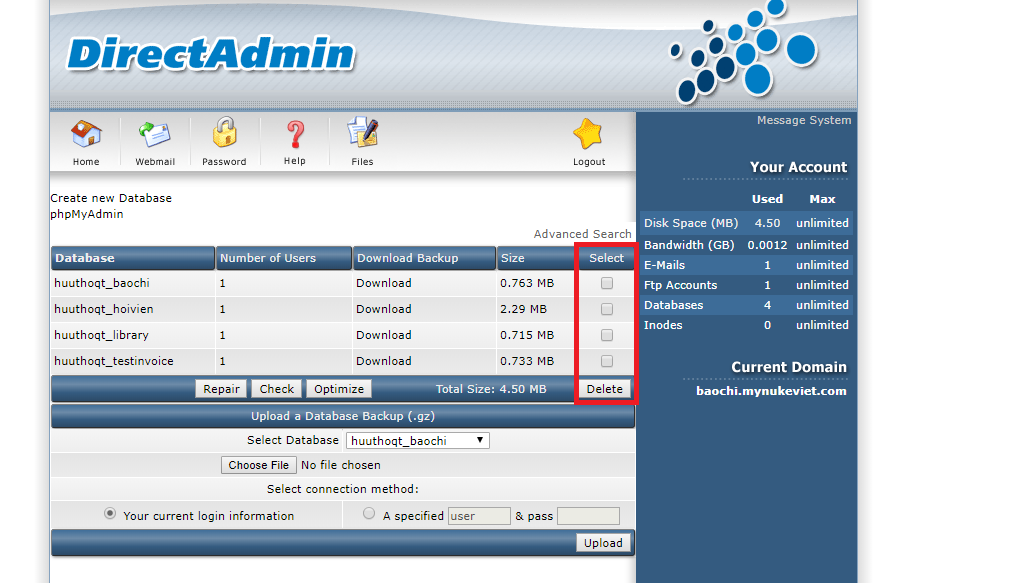 DirectAdmin
Home Webmail Password Help Files Logout
Message System
Your Account
Used Max
Disk Space (MB) 4.50 unlimited
Bandwidth (GB) 0.0012 unlimited
E-Mails 1 unlimited
Ftp Accounts 1 unlimited
Databases 4 unlimited
Inodes 0 unlimited
Current Domain
baochi.mynukeviet.com
Create new Database
phpMyAdmin
Advanced Search
Database Number of Users Download Backup Size Select
huuthoqt_baochi 1 Download 0.763 MB
huuthoqt_hoivien 1 Download 2.29 MB
huuthoqt_library 1 Download 0.715 MB
huuthoqt_testinvoice 1 Download 0.733 MB
Repair Check Optimize Total Size: 4.50 MB Delete
Upload a Database Backup (.gz)
Select Database huuthoqt_baochi
Choose File No file chosen
Select connection method:
Your current login information A specified user & pass
Upload